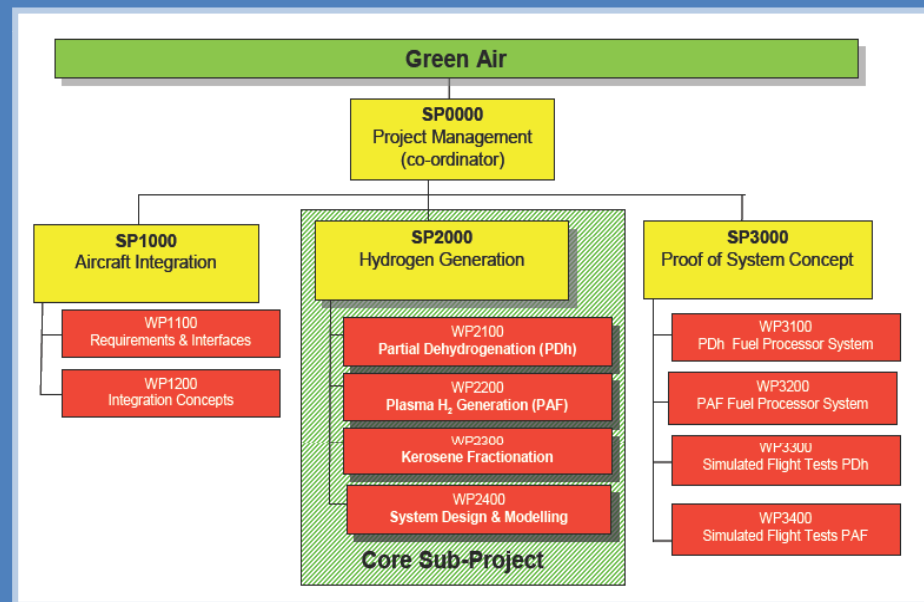 Green Air
SP0000
Project Management
(co-ordinator)
SP1000
Aircraft Integration
WP1100
Requirements & Interfaces
WP1200
Integration Concepts
SP2000
Hydrogen Generation
WP2100
Partial Dehydrogenation (PDh)
WP2200
Plasma H₂ Generation (PAF)
WP2300
Kerosene Fractionation
WP2400
System Design & Modelling
Core Sub-Project
SP3000
Proof of System Concept
WP3100
PDh Fuel Processor System
WP3200
PAF Fuel Processor System
WP3300
Simulated Flight Tests PDh
WP3400
Simulated Flight Tests PAF